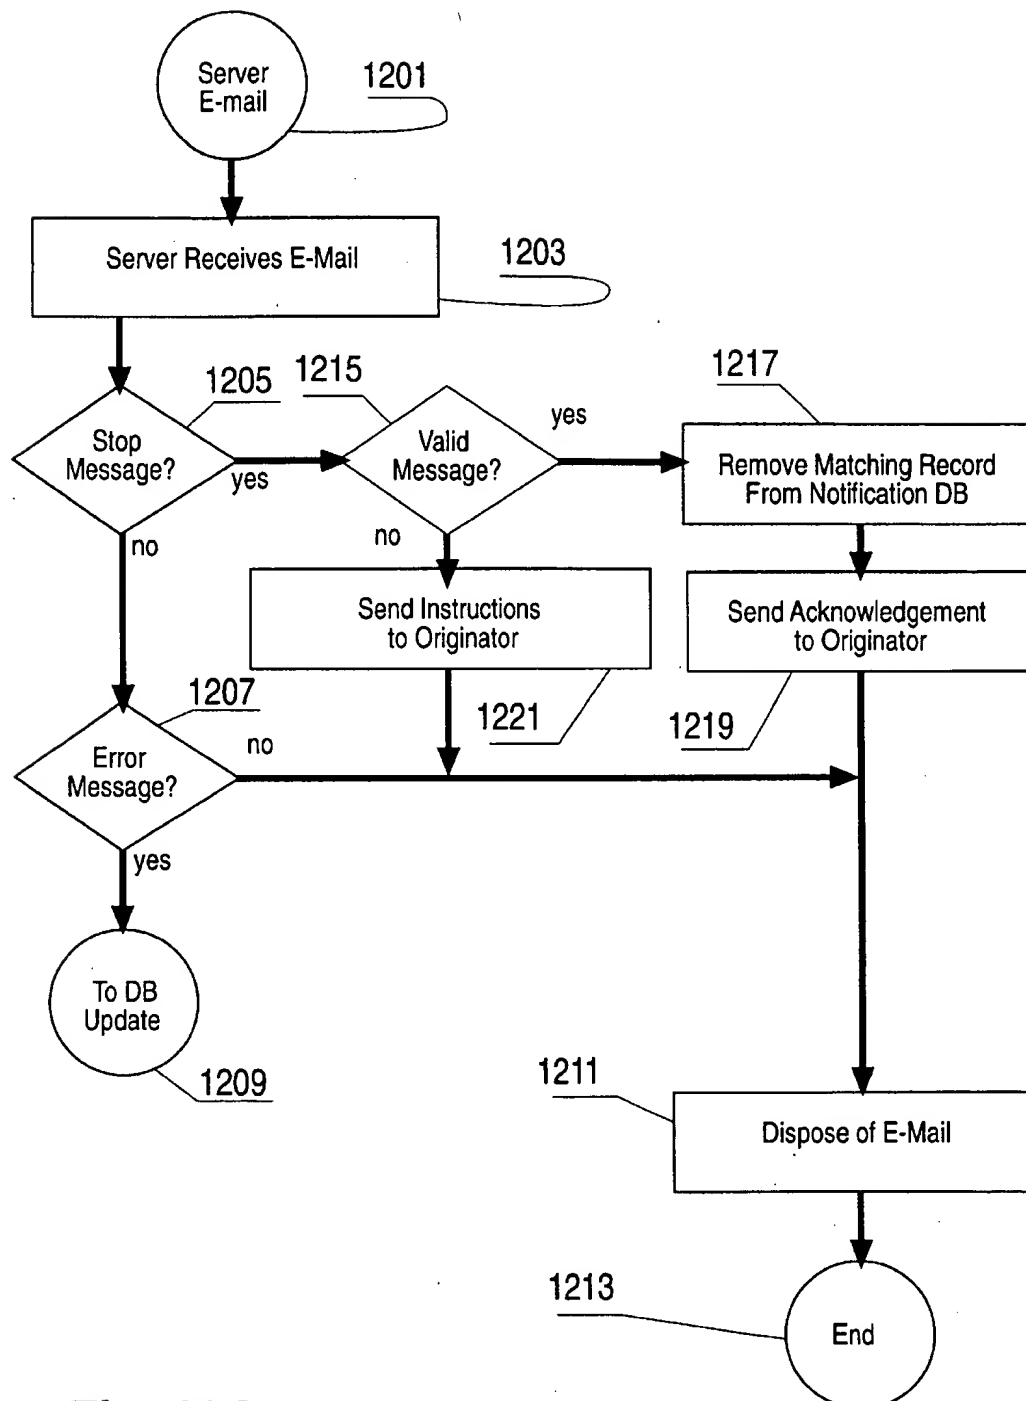 Server
E-mail
1201
Server Receives E-Mail
1203
1205
1215
1217
Stop
Message?
yes
Valid
Message?
yes
Remove Matching Record
From Notification DB
no
no
Send Instructions
to Originator
Send Acknowledgement
to Originator
1207
1221
1219
Error
Message?
no
yes
To DB
Update
1209
1211
Dispose of E-Mail
1213
End